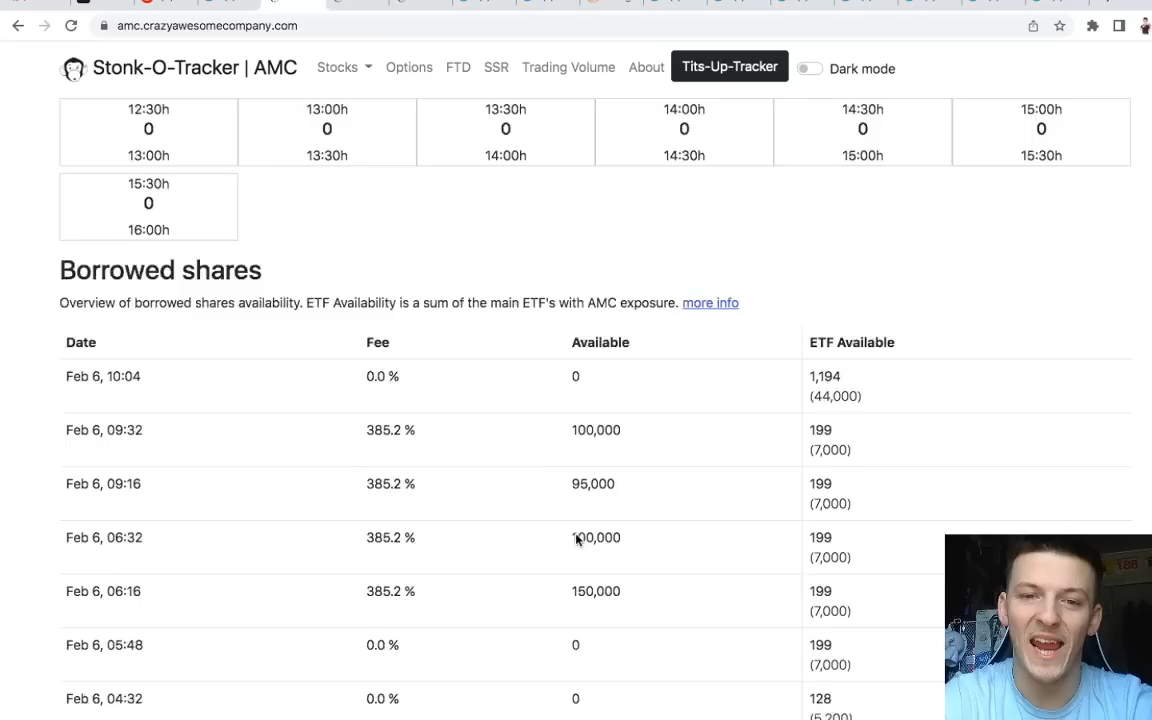 amc.crazyawesomecompany.com
Stonk-O-Tracker | AMC Stocks Options FTD SSR Trading Volume About Tits-Up-Tracker Dark mode
12:30h 13:00h 13:30h 14:00h 14:30h 15:00h
0 0 0 0 0 0
13:00h 13:30h 14:00h 14:30h 15:00h 15:30h
15:30h
0
16:00h
Borrowed shares
Overview of borrowed shares availability. ETF Availability is a sum of the main ETF's with AMC exposure. more info
Date Fee Available ETF Available
Feb 6, 10:04 0.0 % 0 1,194
(44,000)
Feb 6, 09:32 385.2 % 100,000 199
(7,000)
Feb 6, 09:16 385.2 % 95,000 199
(7,000)
Feb 6, 06:32 385.2 % 100,000 199
(7,000)
Feb 6, 06:16 385.2 % 150,000 199
(7,000)
Feb 6, 05:48 0.0 % 0 199
(7,000)
Feb 6, 04:32 0.0 % 0 128
(5,200)
188